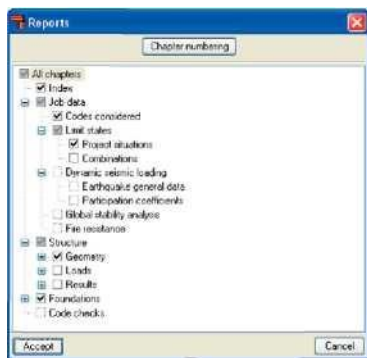 Reports
Chapter numbering
All chapters
Index
Job data
Codes considered
Limit states
Project situations
Combinations
Dynamic seismic loading
Earthquake general data
Participation coefficients
Global stability analysis
Fire resistance
Structure
Geometry
Loads
Results
Foundations
Code checks
Accept
Cancel